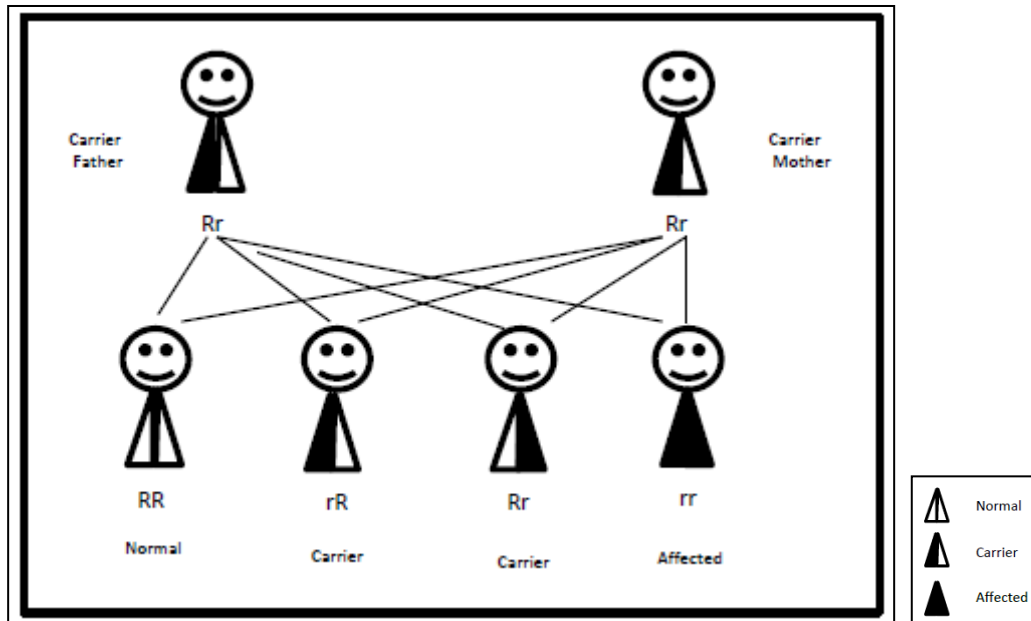 Carrier
Father
Carrier
Mother
Rr
Rr
RR
rR
Rr
rr
Normal
Carrier
Carrier
Affected
Normal
Carrier
Affected